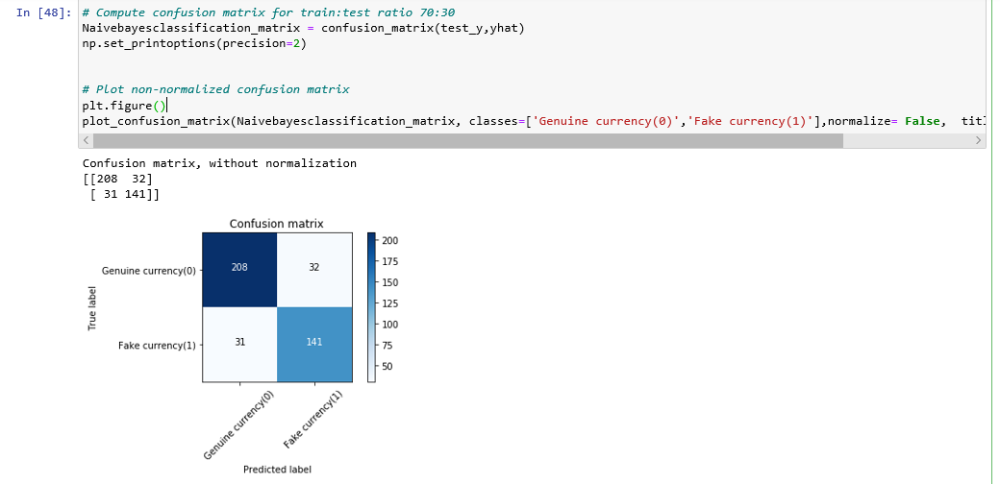 In [48]: # Compute confusion matrix for train:test ratio 70:30
Naivebayesclassification_matrix = confusion_matrix(test_y,yhat)
np.set_printoptions(precision=2)
# Plot non-normalized confusion matrix
plt.figure()
plot_confusion_matrix(Naivebayesclassification_matrix, classes=['Genuine currency(0)','Fake currency(1)'],normalize= False,
Confusion matrix, without normalization
[[208 32]
[ 31 141]]
Confusion matrix
Genuine currency(0)
208
32
Fake currency(1)
31
141
True label
200
175
150
125
100
75
50
Genuine currency(0)
Fake currency(1)
Predicted label